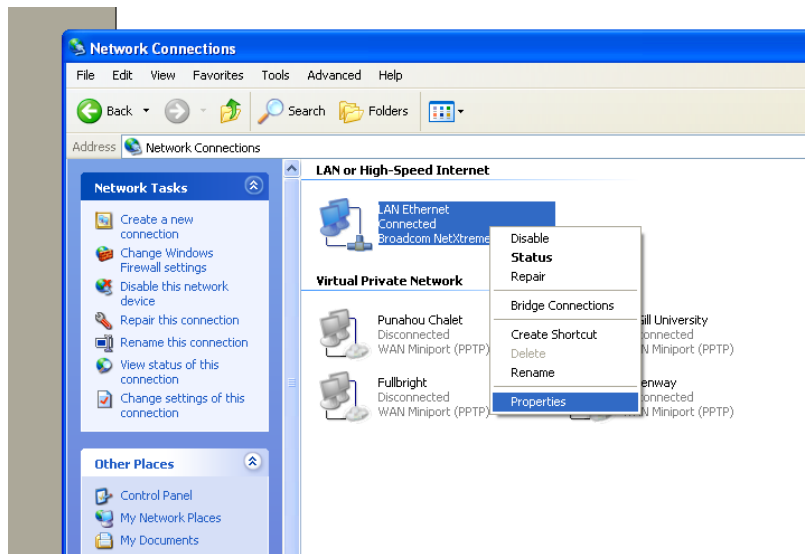 Network Connections
File Edit View Favorites Tools Advanced Help
Back Search Folders
Address Network Connections
Network Tasks
Create a new
connection
Change Windows
Firewall settings
Disable this network
device
Repair this connection
Rename this connection
View status of this
connection
Change settings of this
connection
Other Places
Control Panel
My Network Places
My Documents
LAN or High-Speed Internet
LAN Ethernet
Connected
Broadcom NetXtreme
Virtual Private Network
Punahou Chalet
Disconnected
WAN Miniport (PPTP)
Fullbright
Disconnected
WAN Miniport (PPTP)
Disable
Status
Repair
Bridge Connections
Create Shortcut
Delete
Rename
Properties
University
Miniport (PPTP)
Miniport (PPTP)